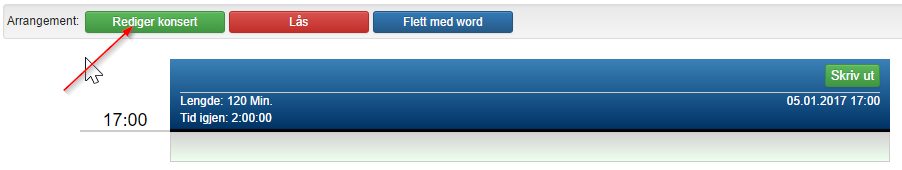 Arrangement: Rediger konsert Lås Flett med word
Skriv ut
Lengde: 120 Min. 05.01.2017 17:00
17:00 Tid igjen: 2:00:00